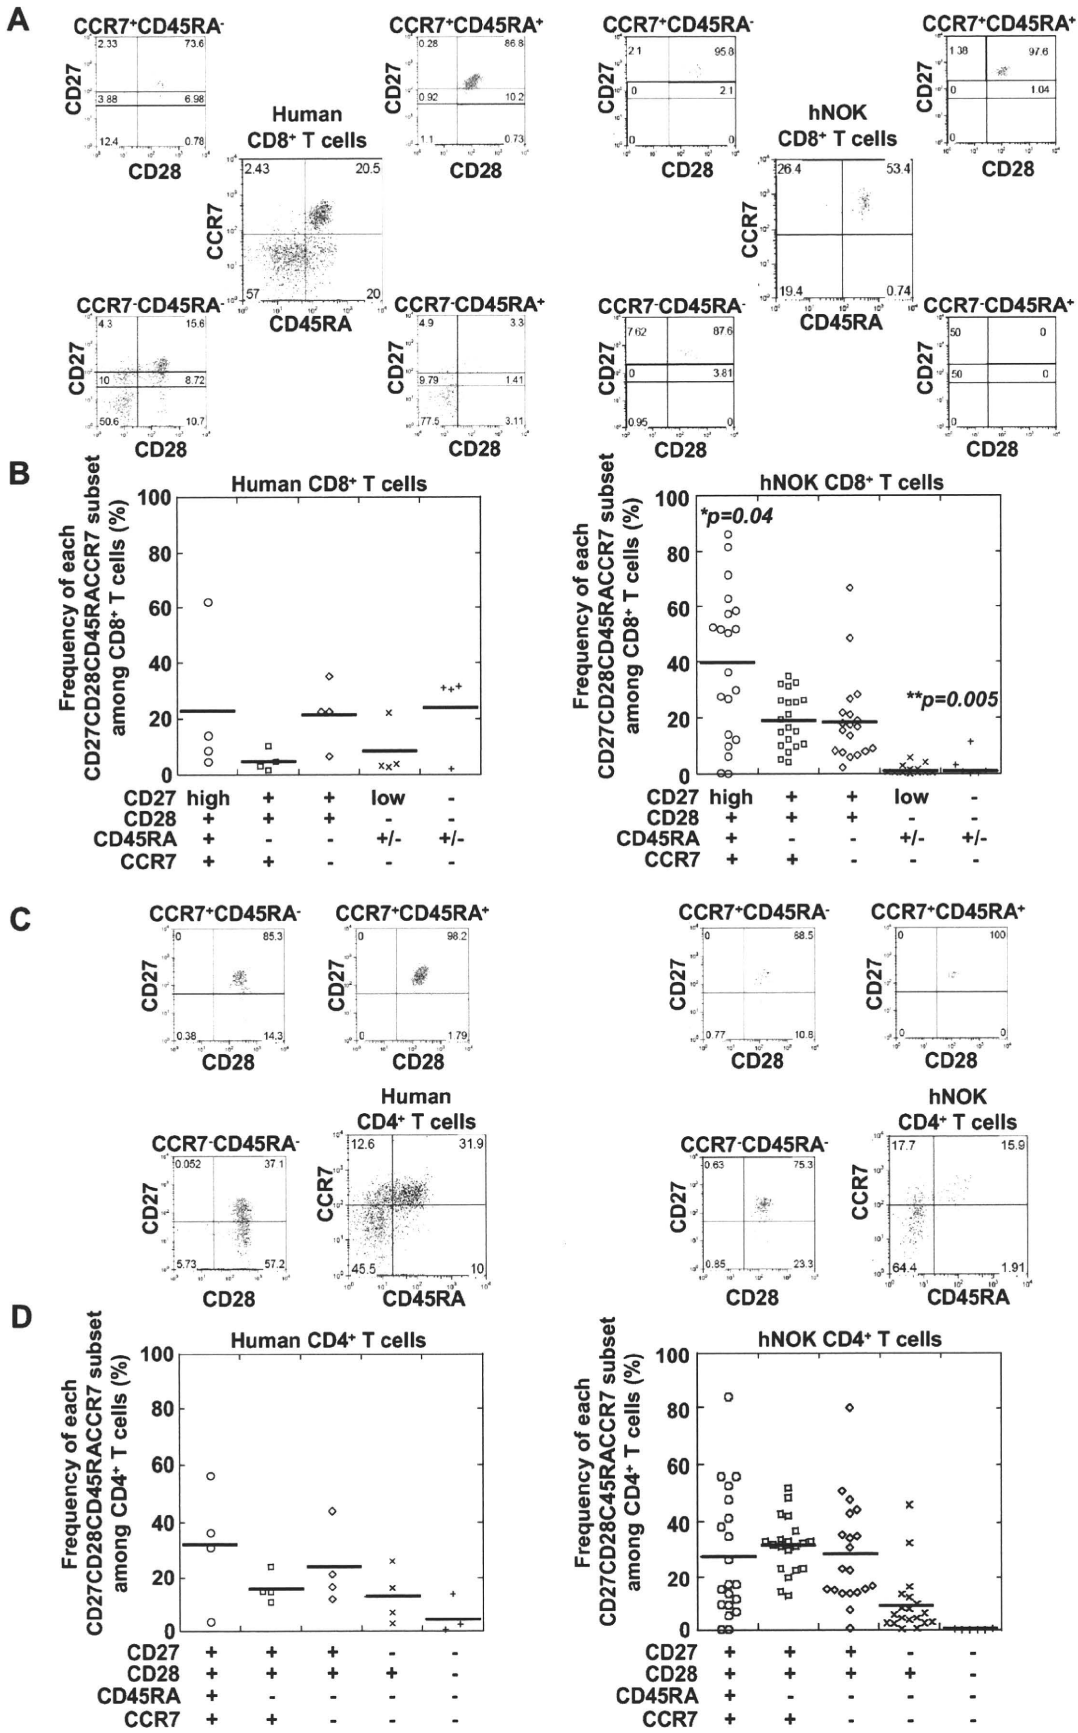 A
CCR7⁺CD45RA⁻
2.33 73.6
3.88 6.98
12.4 0.78
CD27
CD28
CCR7⁺CD45RA⁺
0.28 86.8
0.92 10.2
1.1 0.73
CD27
CD28
Human
CD8⁺ T cells
2.43 20.5
57 20
CCR7
CD45RA
CCR7⁻CD45RA⁻
4.3 15.6
10 8.72
50.6 10.7
CD27
CD28
CCR7⁻CD45RA⁺
4.9 3.3
9.79 1.41
77.5 3.11
CD27
CD28
CCR7⁺CD45RA⁻
2.1 95.8
0 2.1
0 0
CD27
CD28
CCR7⁺CD45RA⁺
1.38 97.6
0 1.04
0
CD27
CD28
hNOK
CD8⁺ T cells
26.4 53.4
19.4 0.74
CCR7
CD45RA
CCR7⁻CD45RA⁻
7.62 87.6
0 3.81
0.95 0
CD27
CD28
CCR7⁻CD45RA⁺
50 0
50 0
0
CD27
CD28
B
Human CD8⁺ T cells
Frequency of each
CD27CD28CD45RACCR7 subset
among CD8⁺ T cells (%)
100
80
60
40
20
0
CD27 high + + low -
CD28 + + + - -
CD45RA + - - +/- +/-
CCR7 + + - - -
hNOK CD8⁺ T cells
Frequency of each
CD27CD28CD45RACCR7 subset
among CD8⁺ T cells (%)
100
80
60
40
20
0
*p=0.04
**p=0.005
CD27 high + + low -
CD28 + + + - -
CD45RA + - - +/- +/-
CCR7 + + - - -
C
CCR7⁺CD45RA⁻
0 85.3
0.38 14.3
CD27
CD28
CCR7⁺CD45RA⁺
0 98.2
0 1.79
CD27
CD28
CCR7⁻CD45RA⁻
0.052 37.1
5.73 57.2
CD27
CD28
Human
CD4⁺ T cells
12.6 31.9
45.5 10
CCR7
CD45RA
CCR7⁺CD45RA⁻
0 68.5
0.77 10.8
CD27
CD28
CCR7⁺CD45RA⁺
0 100
0 0
CD27
CD28
CCR7⁻CD45RA⁻
0.63 75.3
0.85 23.3
CD27
CD28
hNOK
CD4⁺ T cells
17.7 15.9
64.4 1.91
CCR7
CD45RA
D
Human CD4⁺ T cells
Frequency of each
CD27CD28CD45RACCR7 subset
among CD4⁺ T cells (%)
100
80
60
40
20
0
CD27 + + + - -
CD28 + + + + -
CD45RA + - - - -
CCR7 + + - - -
hNOK CD4⁺ T cells
Frequency of each
CD27CD28C45RACCR7 subset
among CD4⁺ T cells (%)
100
80
60
40
20
0
CD27 + + + - -
CD28 + + + + -
CD45RA + - - - -
CCR7 + + - - -